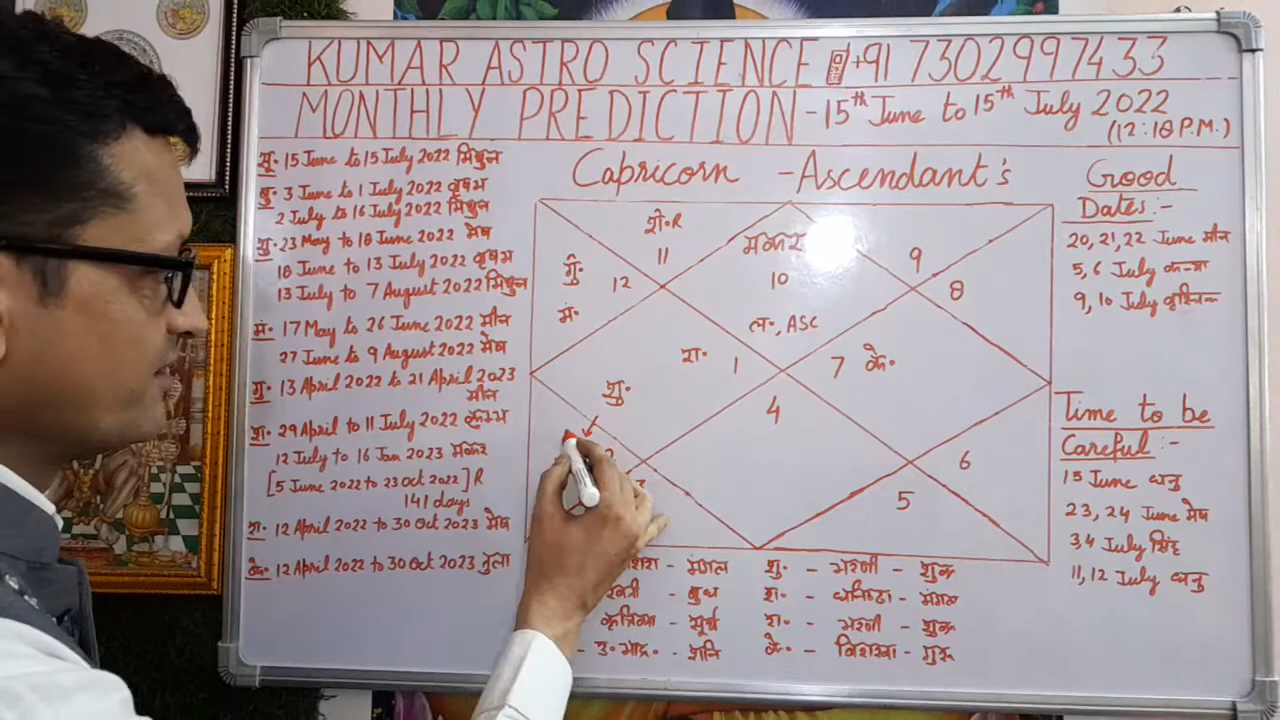 KUMAR ASTRO SCIENCE +91 7302997433
MONTHLY PREDICTION - 15th June to 15th July 2022
(12:18 P.M.)
Capricorn - Ascendant's
सू॰ 15 June to 15 July 2022 मिथुन
बु॰ 3 June to 1 July 2022 वृषभ
2 July to 16 July 2022 मिथुन
शु॰ 23 May to 18 June 2022 मेष
18 June to 13 July 2022 वृषभ
13 July to 7 August 2022 मिथुन
मं॰ 17 May to 26 June 2022 मीन
27 June to 9 August 2022 मेष
गु॰ 13 April 2022 to 21 April 2023
मीन
श॰ 29 April to 11 July 2022 कुम्भ
12 July to 16 Jan 2023 मकर
[5 June 2022 to 23 Oct 2022] R
141 days
रा॰ 12 April 2022 to 30 Oct 2023 मेष
के॰ 12 April 2022 to 30 Oct 2023 तुला
श॰ R
11
मकर
10
ल॰, ASC
9
8
गु॰
12
मं॰
रा॰ 1
7 के॰
शु॰
4
6
5
Good
Dates:-
20, 21, 22 June मीन
5, 6 July कन्या
9, 10 July वृश्चिक
Time to be
Careful:-
15 June धनु
23, 24 June मेष
3,4 July सिंह
11, 12 July धनु
- मंगल शु॰ - भरणी - शुक्र
- बुध श॰ - धनिष्ठा - मंगल
कृत्तिका - सूर्य रा॰ - भरणी - शुक्र
- उ॰भाद्र॰ - शनि के॰ - विशाखा - गुरू